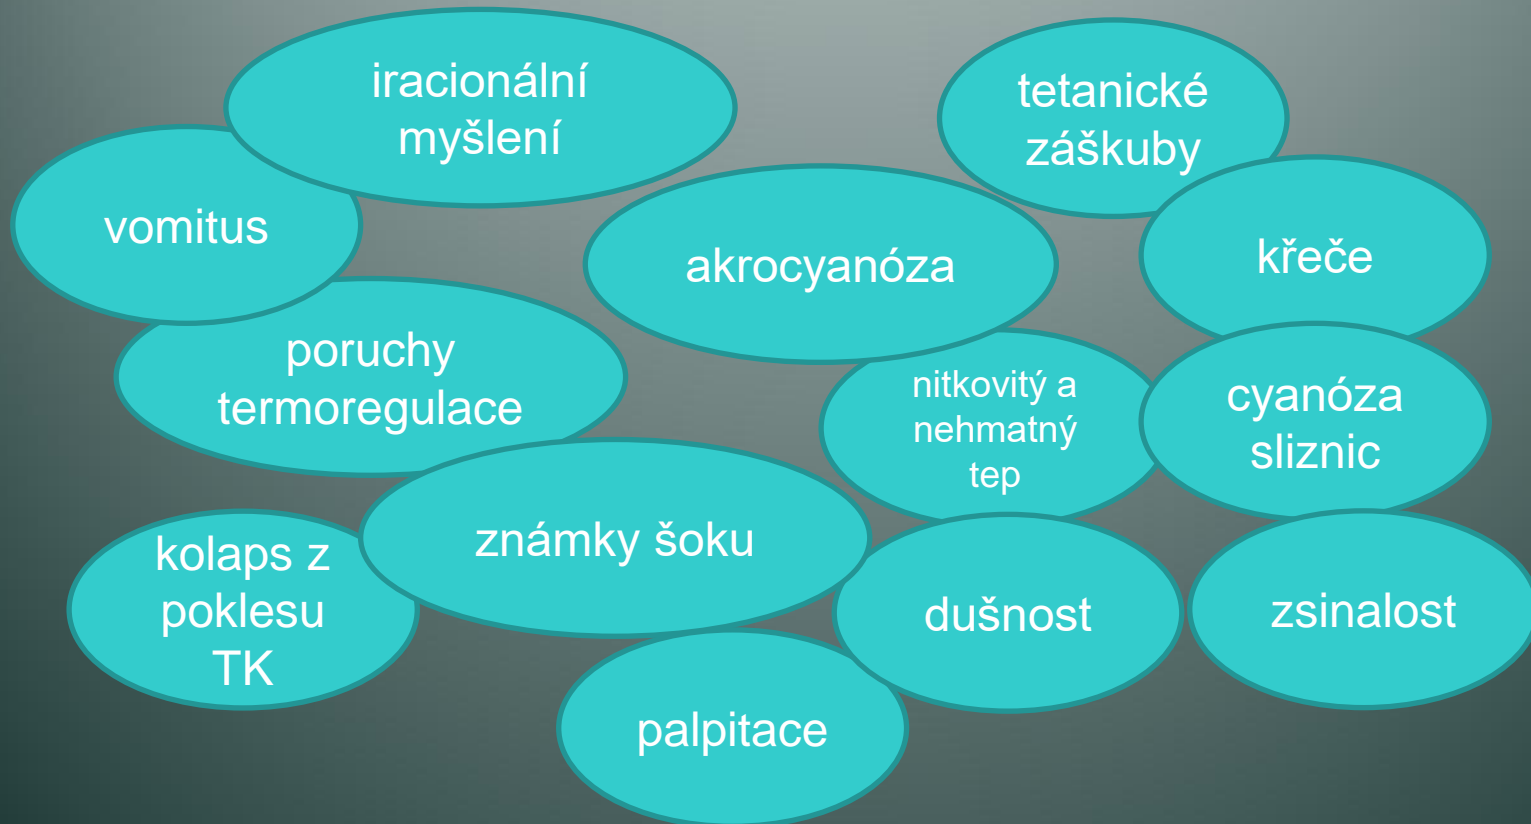 iracionální
myšlení
tetanické
záškuby
vomitus
akrocyanóza
křeče
poruchy
termoregulace
nitkovitý a
nehmatný
tep
cyanóza
sliznic
známky šoku
kolaps z
poklesu
TK
dušnost
zsinalost
palpitace